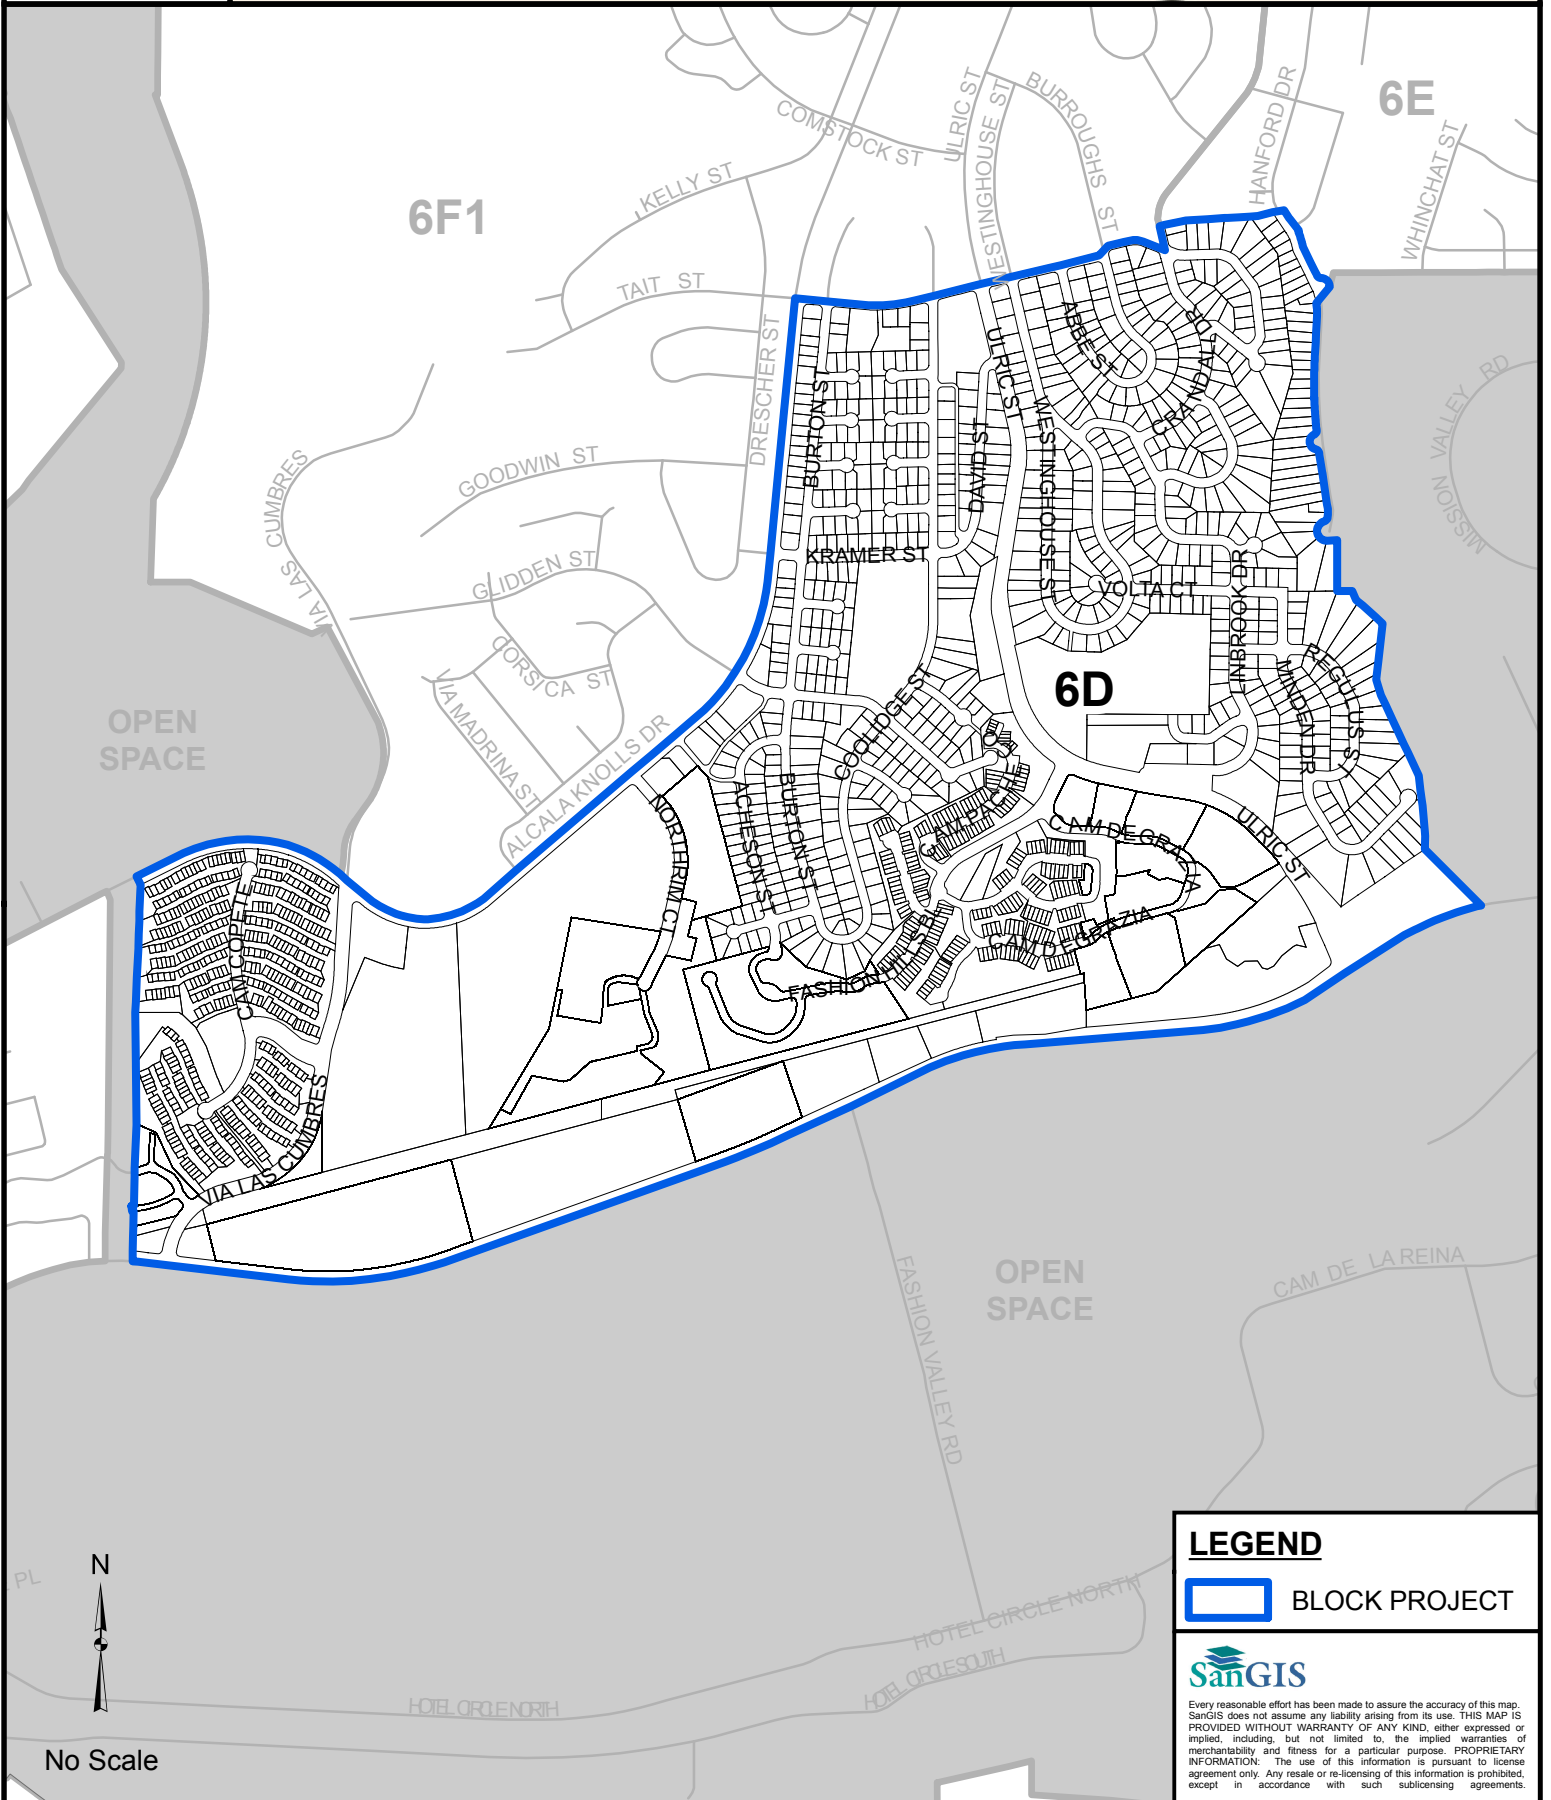 6E
6F1
COMSTOCK ST
ULRIC ST
WESTINGHOUSE ST
BURROUGHS ST
HANFORD DR
WHINCHAT ST
KELLY ST
TAIT ST
DRESCHER ST
GOODWIN ST
VIA LAS CUMBRES
GLIDDEN ST
CORSICA ST
VIA MADRINA ST
ALCALA KNOLLS DR
MISSION VALLEY RD
OPEN
SPACE
ABBE ST
CRANDALL DR
ULRIC ST
BURTON ST
DAVID ST
WESTINGHOUSE ST
KRAMER ST
VOLTA CT
LINBROOK DR
REGULUS ST
MINDEN DR
6D
COOLIDGE ST
NORTHRIM CT
ACHESON ST
BURTON ST
CAM PACHELO
CAM DE GRAZIA
ULRIC ST
CAM COPETE
CAM DEGRAZIA
FASHION HILLS BL
VIA LAS CUMBRES
FASHION VALLEY RD
OPEN
SPACE
CAM DE LA REINA
HOTEL CIRCLE NORTH
HOTEL CIRCLE SOUTH
HOTEL CIRCLE NORTH
PL
N
No Scale
LEGEND
BLOCK PROJECT
SanGIS
Every reasonable effort has been made to assure the accuracy of this map.
SanGIS does not assume any liability arising from its use. THIS MAP IS
PROVIDED WITHOUT WARRANTY OF ANY KIND, either expressed or
implied, including, but not limited to, the implied warranties of
merchantability and fitness for a particular purpose. PROPRIETARY
INFORMATION: The use of this information is pursuant to license
agreement only. Any resale or re-licensing of this information is prohibited,
except in accordance with such sublicensing agreements.